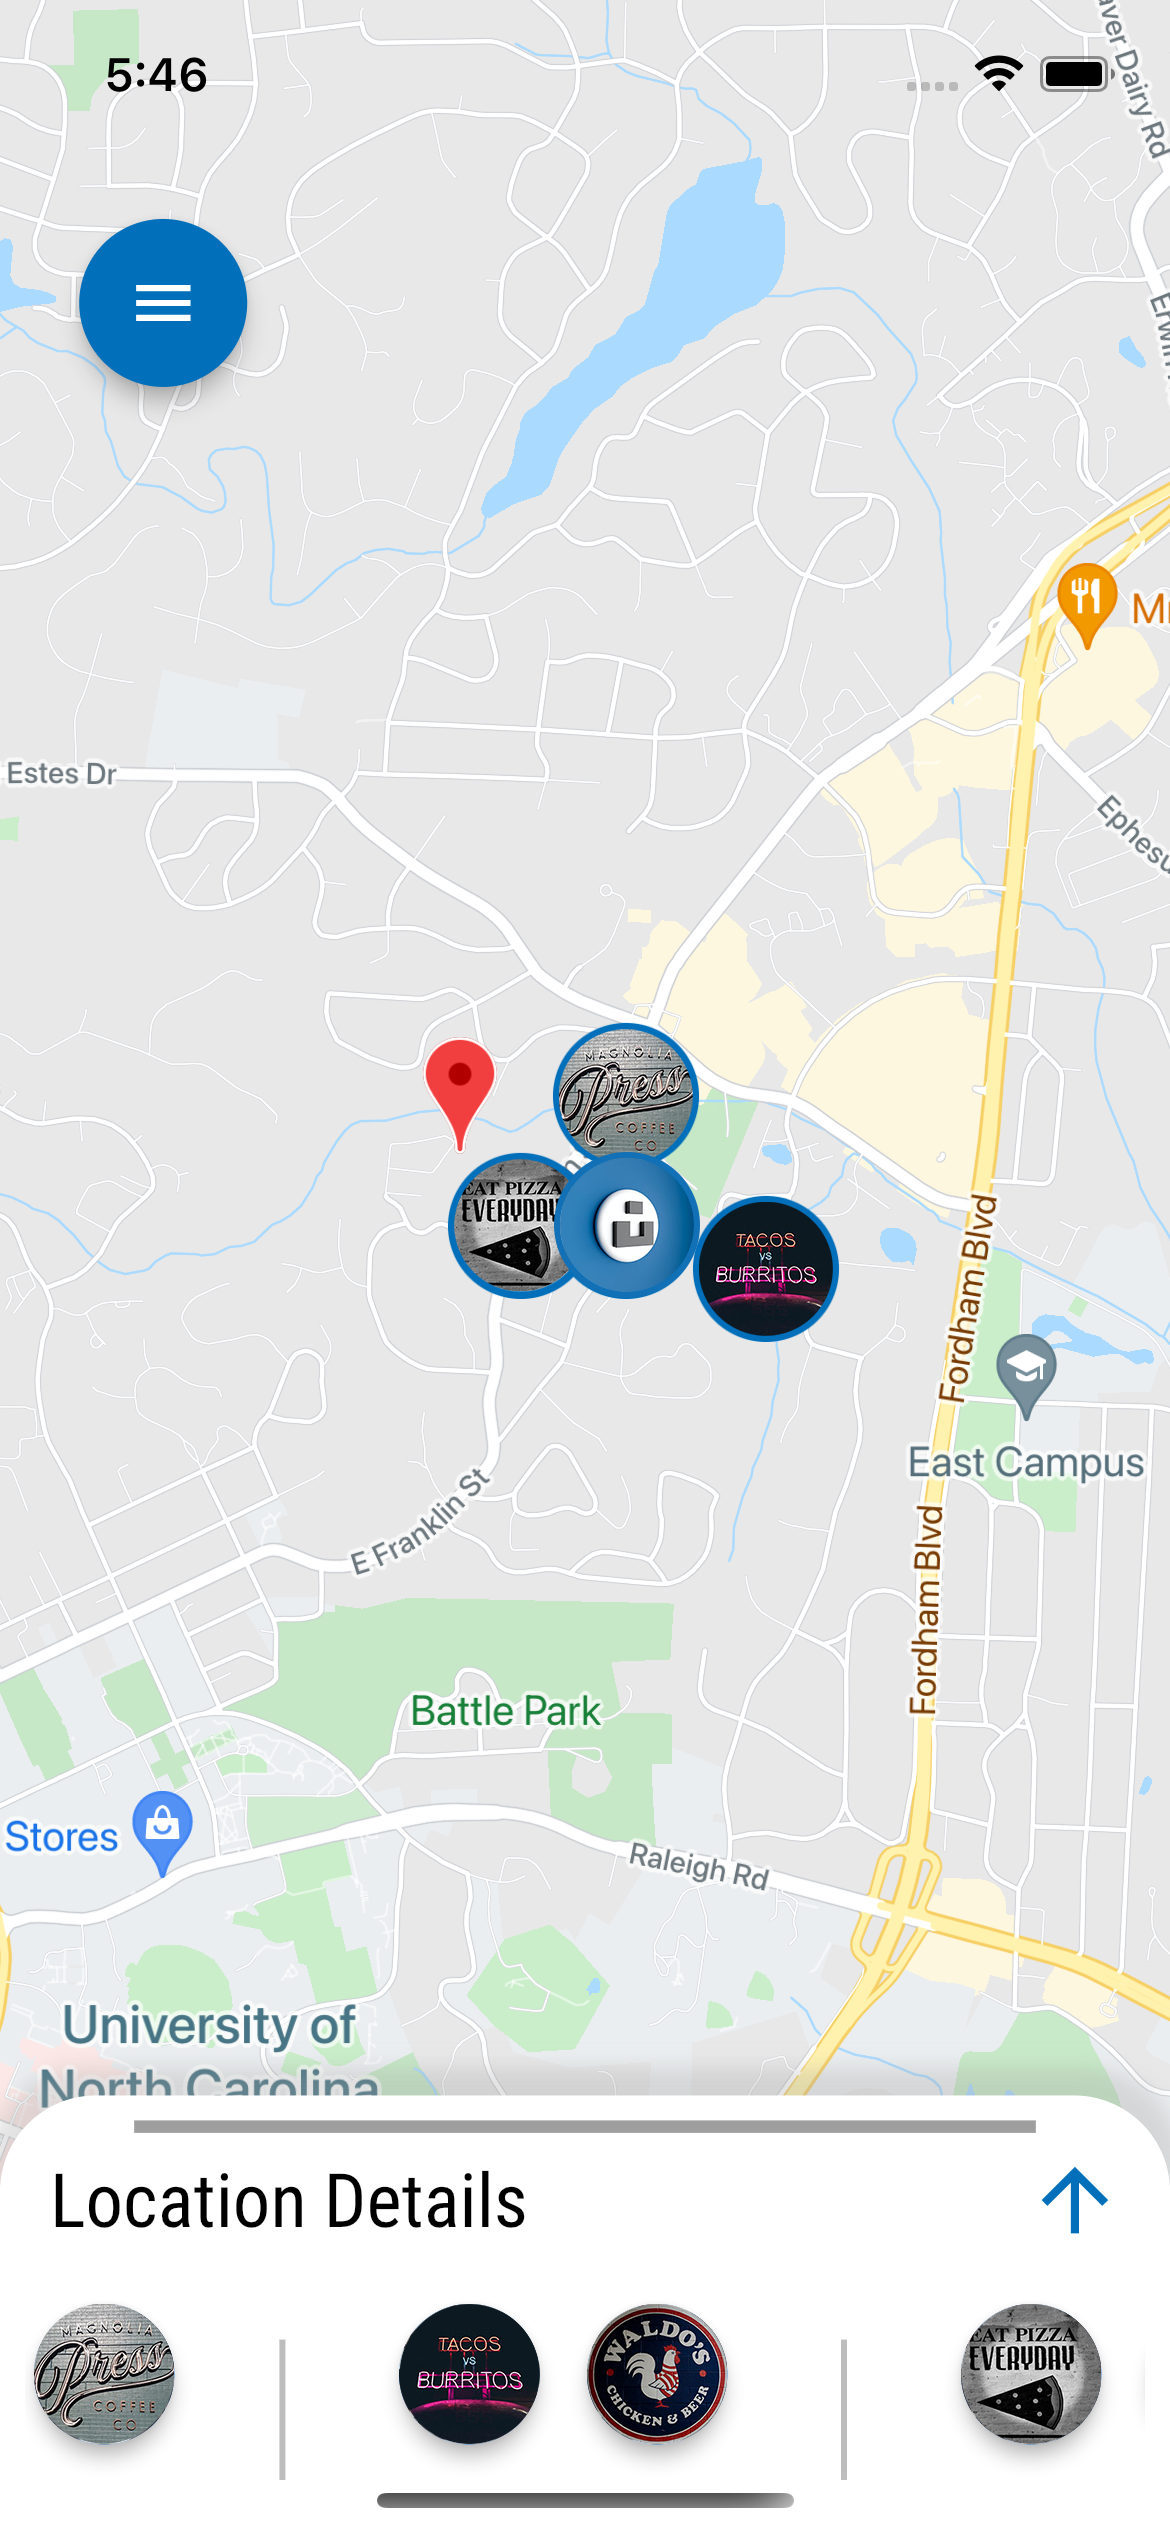 5:46
Estes Dr
MAGNOLIA
Press
COFFEE
CO
EAT PIZZA
EVERYDAY
TACOS
vs
BURRITOS
Fordham Blvd
East Campus
E Franklin St
Fordham Blvd
Battle Park
Stores
Raleigh Rd
University of
North Carolina
Location Details
MAGNOLIA
Press
COFFEE
CO
TACOS
vs
BURRITOS
WALDO'S
CHICKEN & BEER
EAT PIZZA
EVERYDAY